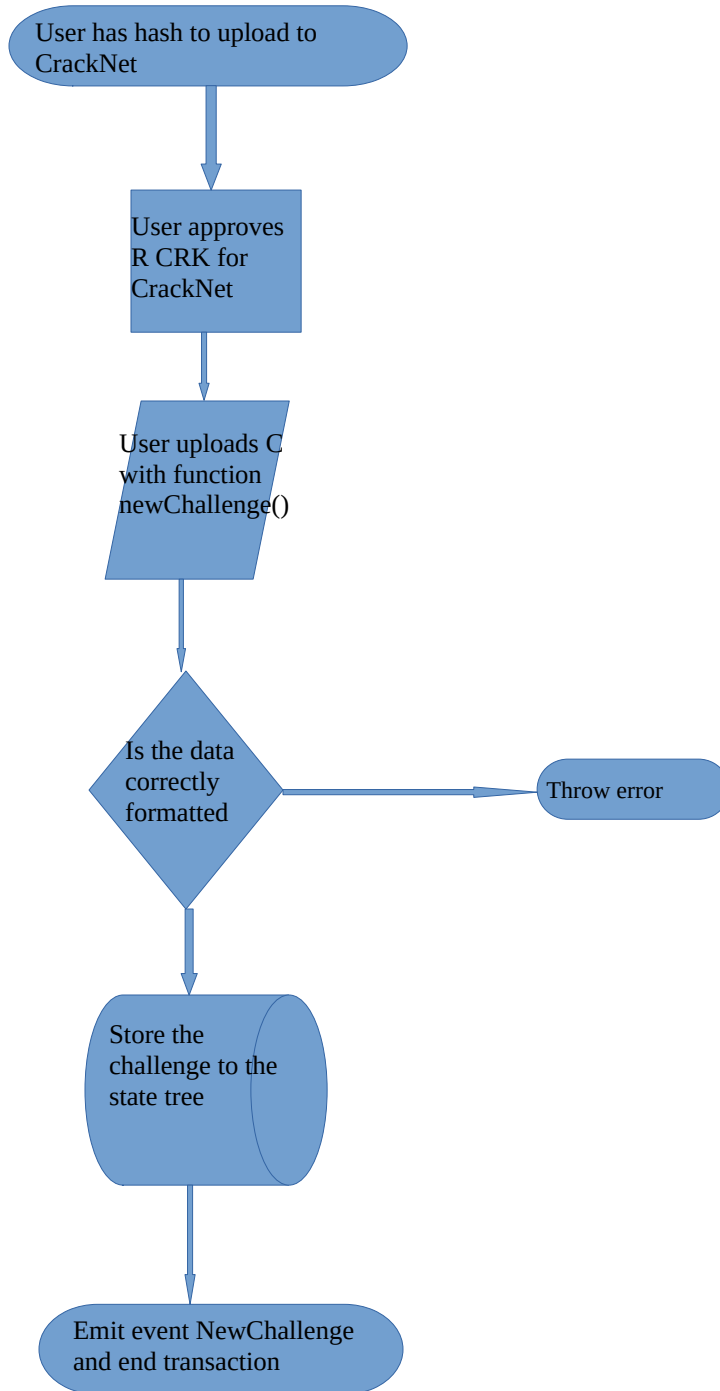 User has hash to upload to
CrackNet
User approves
R CRK for
CrackNet
User uploads C
with function
newChallenge()
Is the data
correctly
formatted
Throw error
Store the
challenge to the
state tree
Emit event NewChallenge
and end transaction